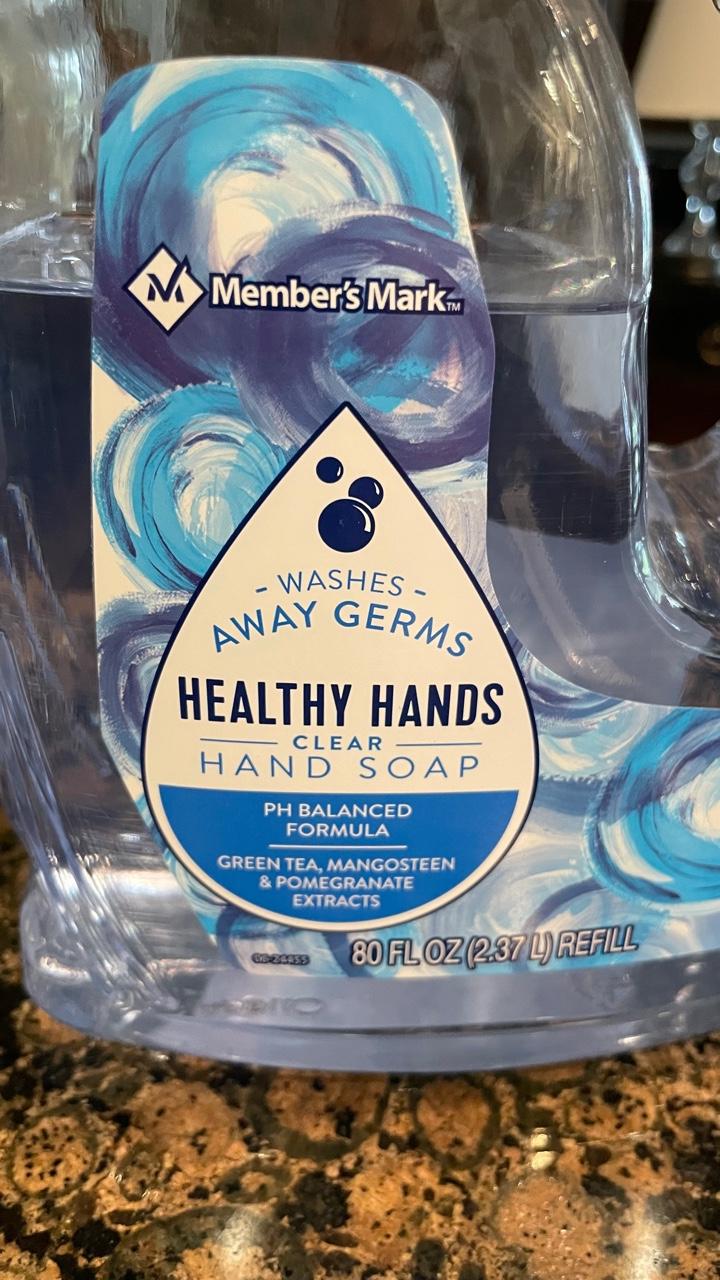 Member's Mark™
- WASHES -
AWAY GERMS
HEALTHY HANDS
CLEAR
HAND SOAP
PH BALANCED
FORMULA
GREEN TEA, MANGOSTEEN
& POMEGRANATE
EXTRACTS
80 FL OZ (2.37 L) REFILL